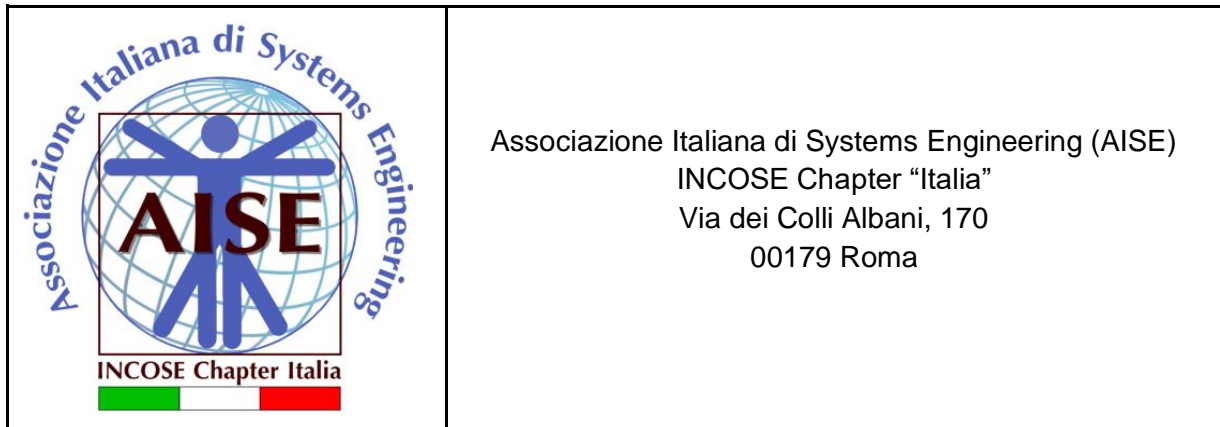 Associazione Italiana di Systems Engineering
AISE
INCOSE Chapter Italia
Associazione Italiana di Systems Engineering (AISE)
INCOSE Chapter “Italia”
Via dei Colli Albani, 170
00179 Roma